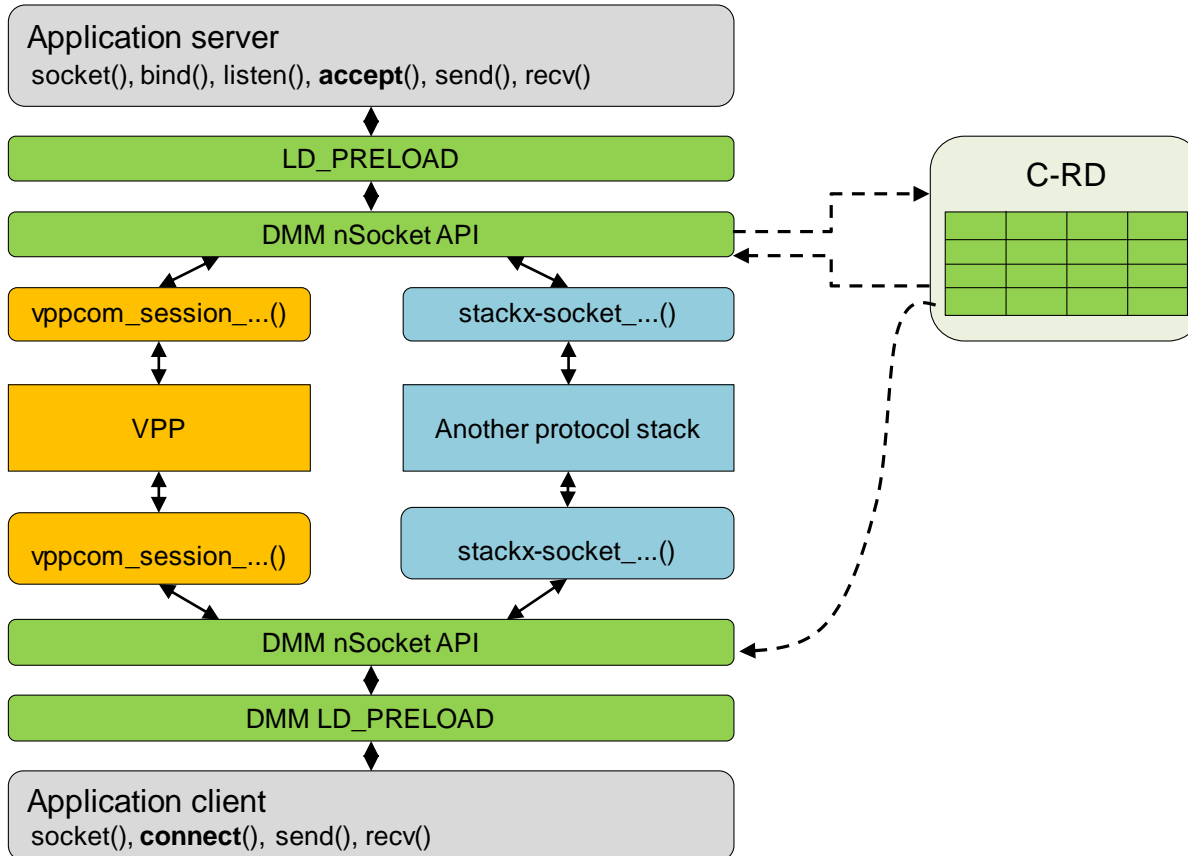 Application server
socket(), bind(), listen(), accept(), send(), recv()
LD_PRELOAD
C-RD
DMM nSocket API
vppcom_session_...()
stackx-socket_...()
VPP
Another protocol stack
vppcom_session_...()
stackx-socket_...()
DMM nSocket API
DMM LD_PRELOAD
Application client
socket(), connect(), send(), recv()